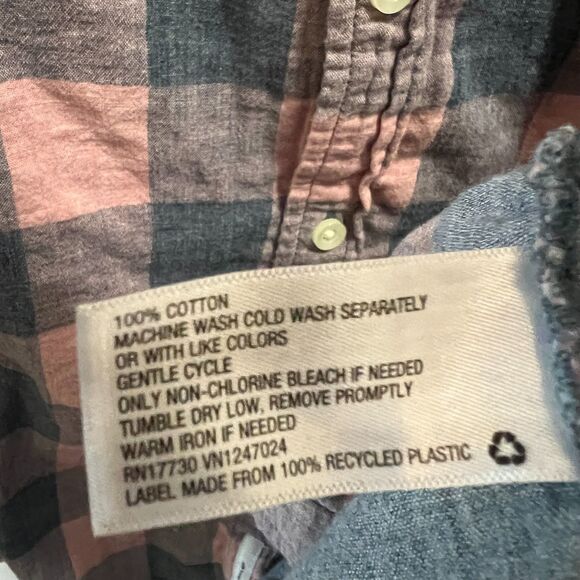 100% COTTON
MACHINE WASH COLD WASH SEPARATELY
OR WITH LIKE COLORS
GENTLE CYCLE
ONLY NON-CHLORINE BLEACH IF NEEDED
TUMBLE DRY LOW, REMOVE PROMPTLY
WARM IRON IF NEEDED
RN17730 VN1247024
LABEL MADE FROM 100% RECYCLED PLASTIC